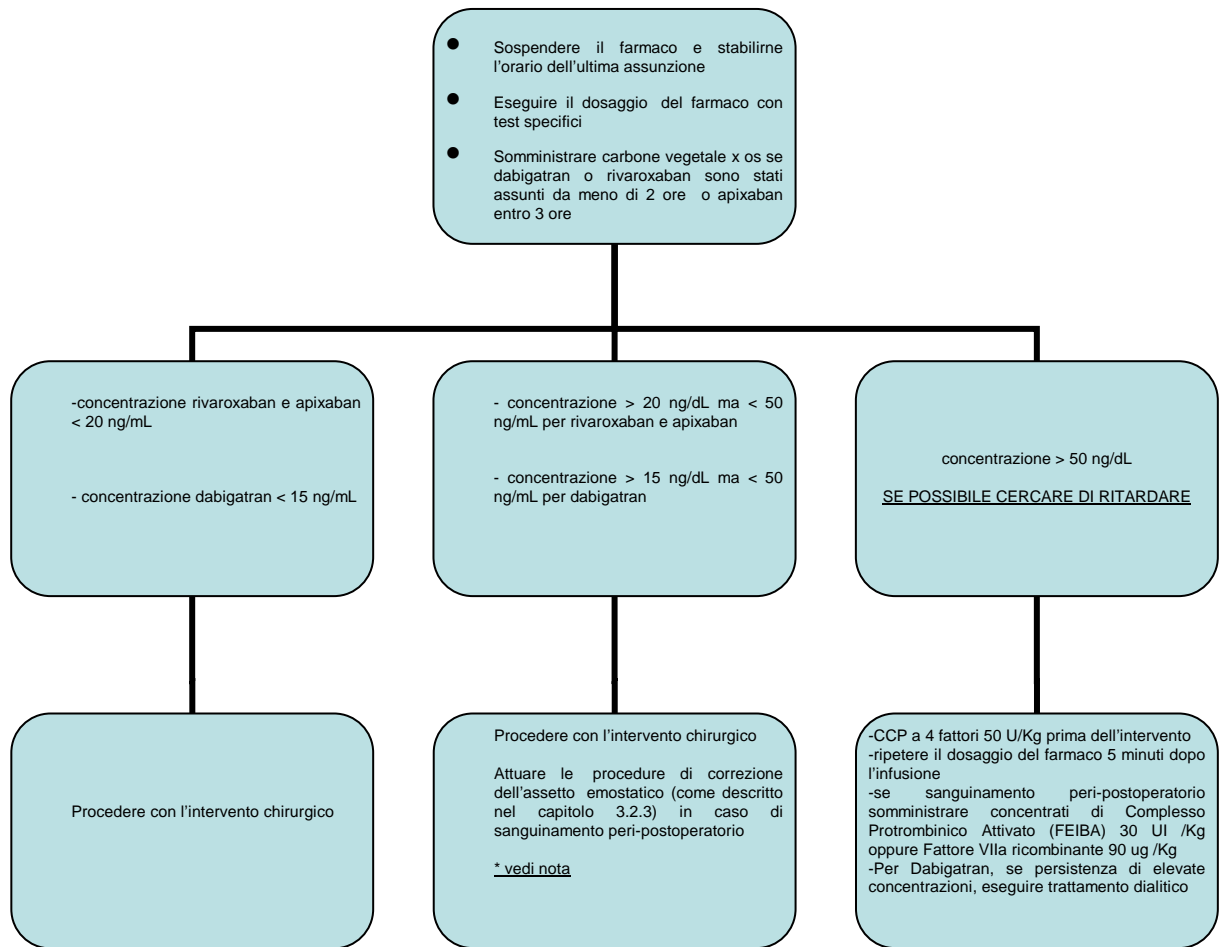 ● Sospendere il farmaco e stabilirne
l'orario dell'ultima assunzione
● Eseguire il dosaggio del farmaco con
test specifici
● Somministrare carbone vegetale x os se
dabigatran o rivaroxaban sono stati
assunti da meno di 2 ore o apixaban
entro 3 ore
-concentrazione rivaroxaban e apixaban
< 20 ng/mL
- concentrazione dabigatran < 15 ng/mL
- concentrazione > 20 ng/dL ma < 50
ng/mL per rivaroxaban e apixaban
- concentrazione > 15 ng/dL ma < 50
ng/mL per dabigatran
concentrazione > 50 ng/dL
SE POSSIBILE CERCARE DI RITARDARE
Procedere con l'intervento chirurgico
Procedere con l'intervento chirurgico
Attuare le procedure di correzione
dell'assetto emostatico (come descritto
nel capitolo 3.2.3) in caso di
sanguinamento peri-postoperatorio
* vedi nota
-CCP a 4 fattori 50 U/Kg prima dell'intervento
-ripetere il dosaggio del farmaco 5 minuti dopo
l'infusione
-se sanguinamento peri-postoperatorio
somministrare concentrati di Complesso
Protrombinico Attivato (FEIBA) 30 UI /Kg
oppure Fattore VIIa ricombinante 90 ug /Kg
-Per Dabigatran, se persistenza di elevate
concentrazioni, eseguire trattamento dialitico